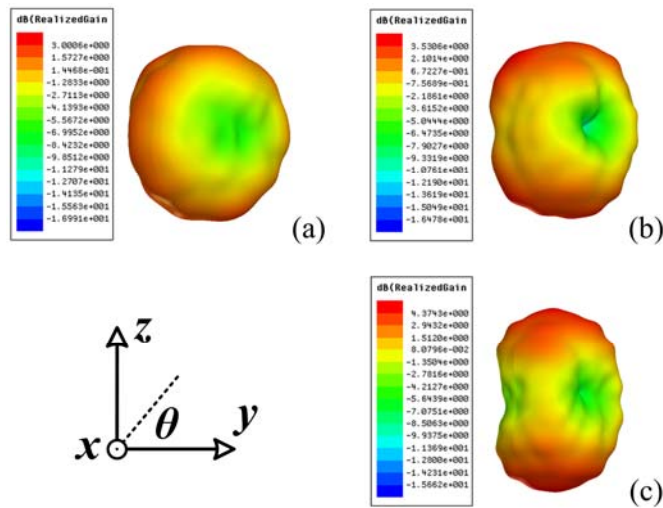 dB(RealizedGain
3.0006e+000
1.5727e+000
1.4468e-001
-1.2833e+000
-2.7113e+000
-4.1393e+000
-5.5672e+000
-6.9952e+000
-8.4232e+000
-9.8512e+000
-1.1279e+001
-1.2707e+001
-1.4135e+001
-1.5563e+001
-1.6991e+001
(a)
dB(RealizedGain
3.5306e+000
2.1014e+000
6.7227e-001
-7.5689e-001
-2.1861e+000
-3.6152e+000
-5.0444e+000
-6.4735e+000
-7.9027e+000
-9.3319e+000
-1.0761e+001
-1.2190e+001
-1.3619e+001
-1.5049e+001
-1.6478e+001
(b)
z
x
θ
y
dB(RealizedGain
4.3743e+000
2.9432e+000
1.5120e+000
8.0796e-002
-1.3504e+000
-2.7816e+000
-4.2127e+000
-5.6439e+000
-7.0751e+000
-8.5063e+000
-9.9375e+000
-1.1369e+001
-1.2800e+001
-1.4231e+001
-1.5662e+001
(c)